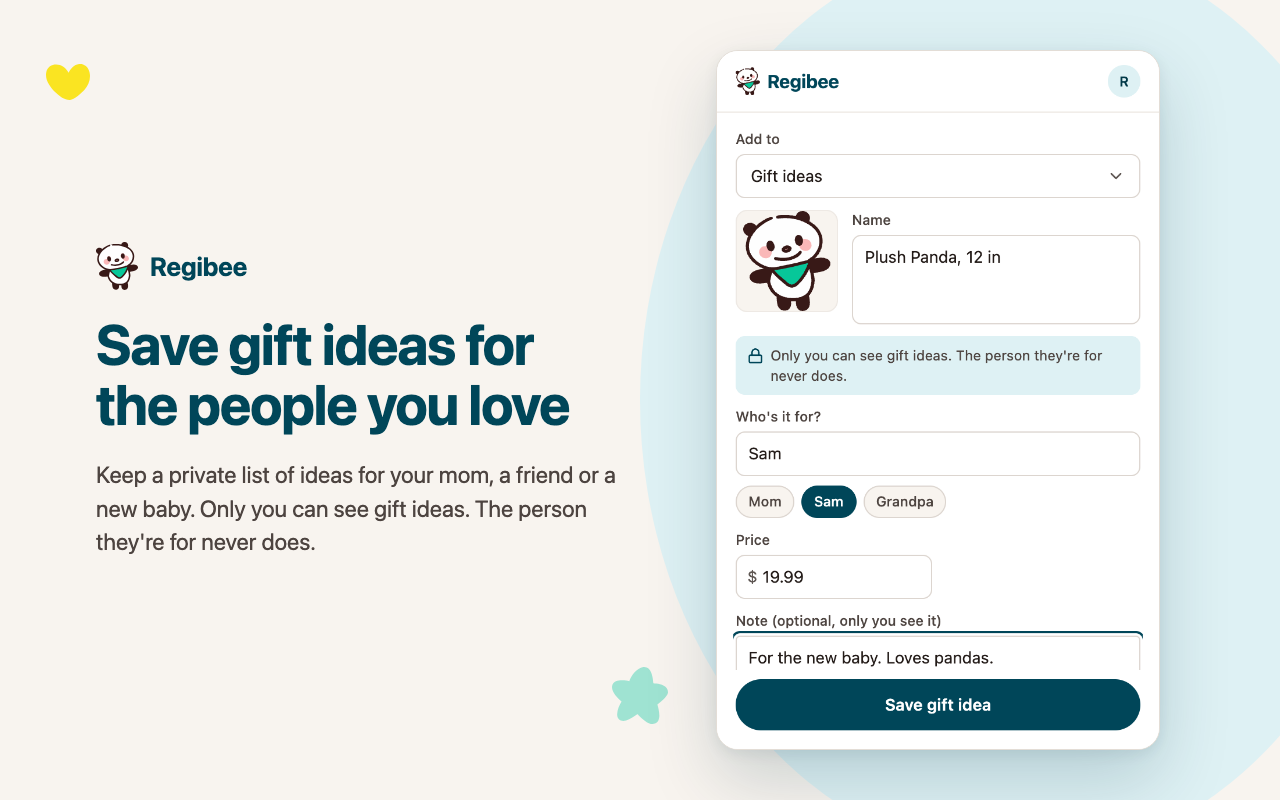 Regibee
Save gift ideas for
the people you love
Keep a private list of ideas for your mom, a friend or a
new baby. Only you can see gift ideas. The person
they're for never does.
Regibee
R
Add to
Gift ideas
Name
Plush Panda, 12 in
Only you can see gift ideas. The person they're for
never does.
Who's it for?
Sam
Mom
Sam
Grandpa
Price
$ 19.99
Note (optional, only you see it)
For the new baby. Loves pandas.
Save gift idea